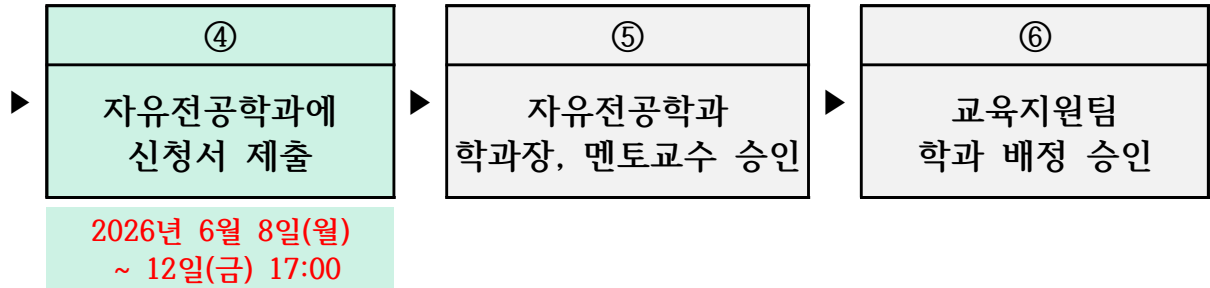 ④
⑤
⑥
▶ 자유전공학과에
신청서 제출
▶ 자유전공학과
학과장, 멘토교수 승인
▶ 교육지원팀
학과 배정 승인
2026년 6월 8일(월)
~ 12일(금) 17:00